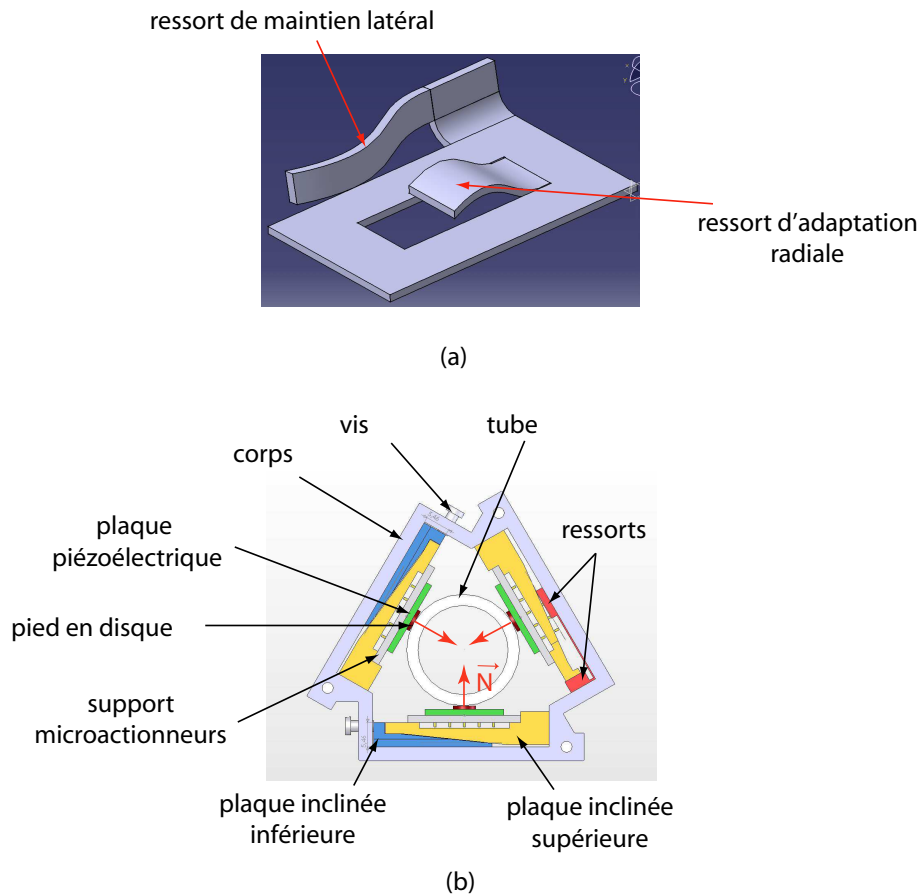 ressort de maintien latéral
ressort d'adaptation
radiale
(a)
vis
tube
corps
plaque
piézoélectrique
ressorts
pied en disque
N
support
microactionneurs
plaque inclinée
inférieure
plaque inclinée
supérieure
(b)